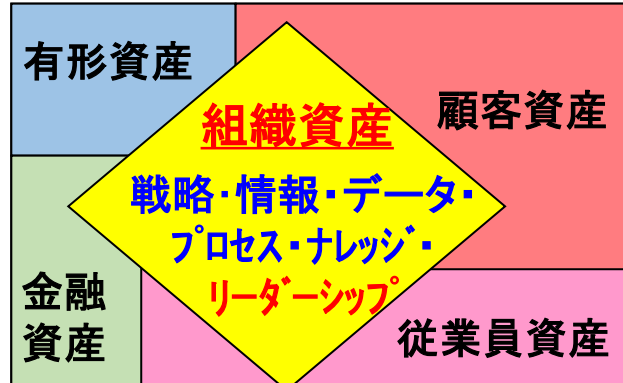 有形資産
顧客資産
組織資産
戦略・情報・データ・
プロセス・ナレッジ・
リーダーシップ
金融
資産
従業員資産